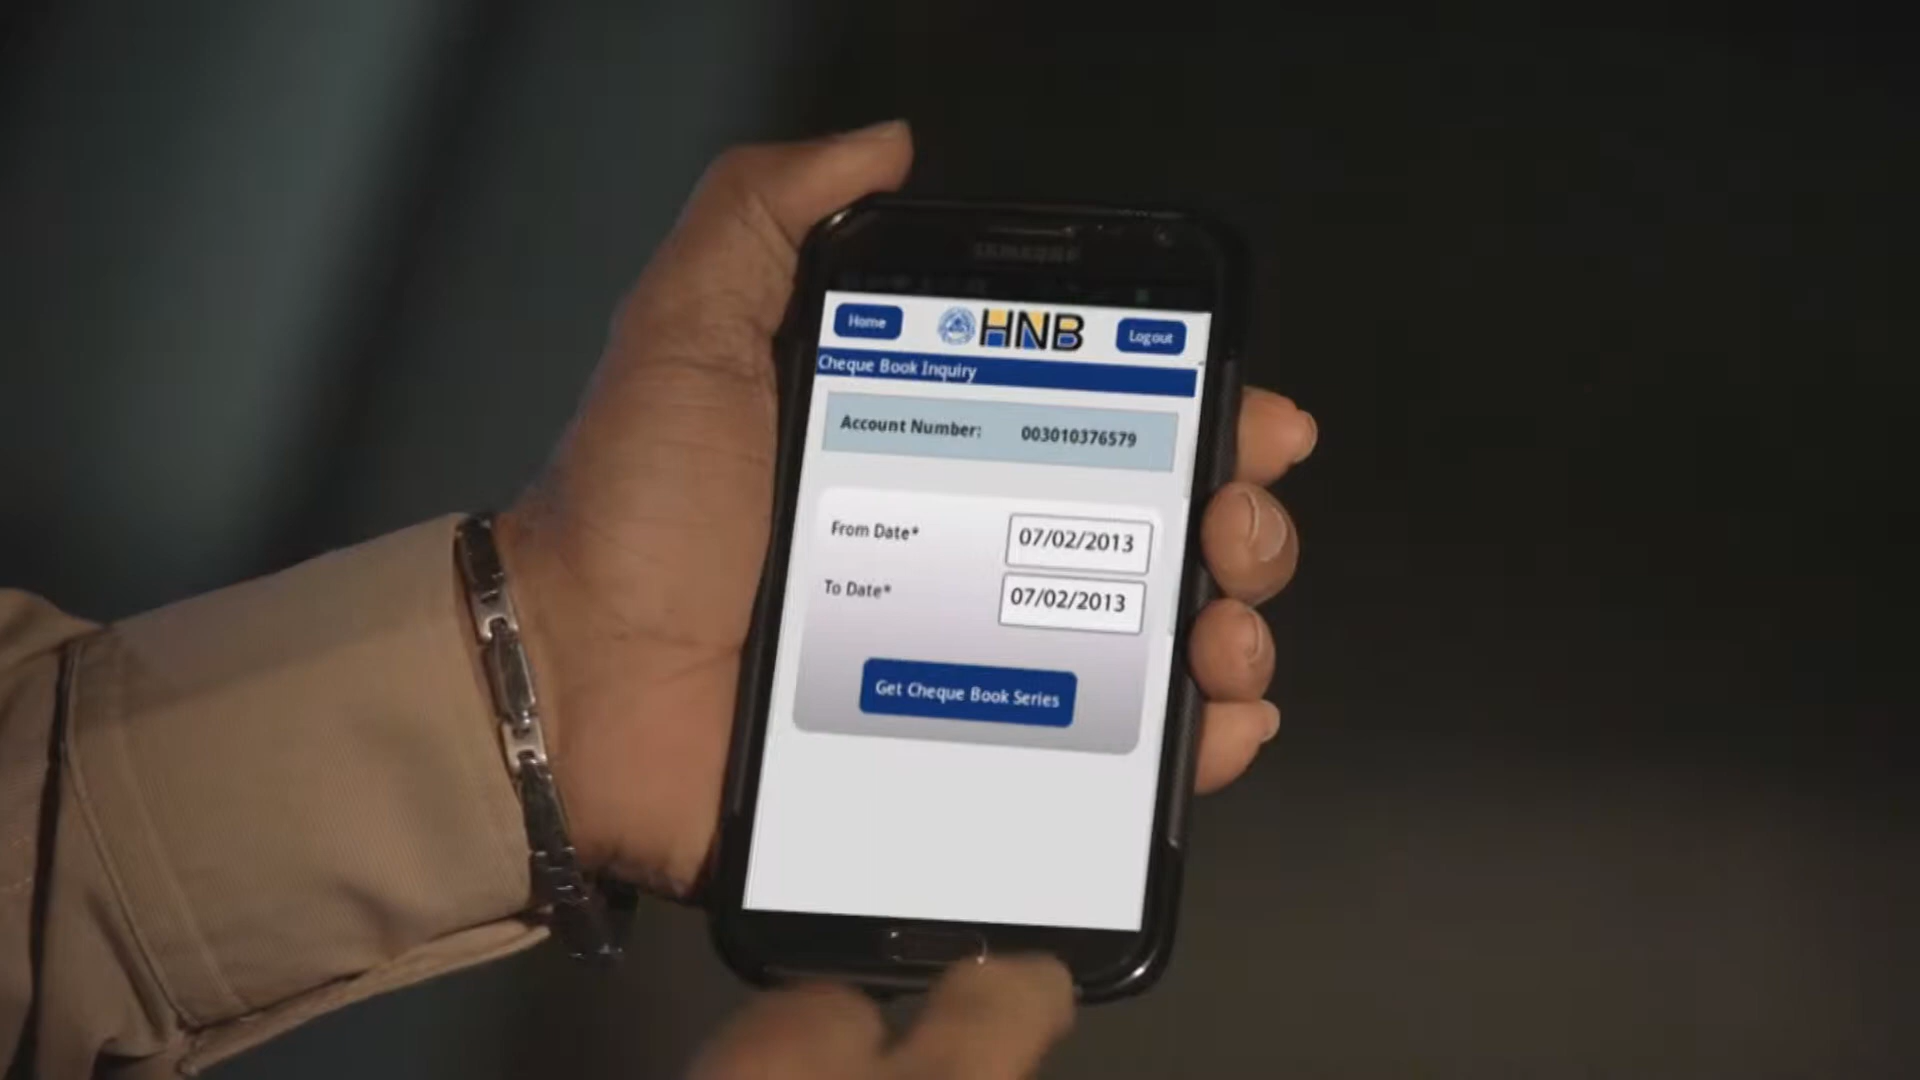 SAMSUNG
Home
HNB
Logout
Cheque Book Inquiry
Account Number: 003010376579
From Date* 07/02/2013
To Date* 07/02/2013
Get Cheque Book Series